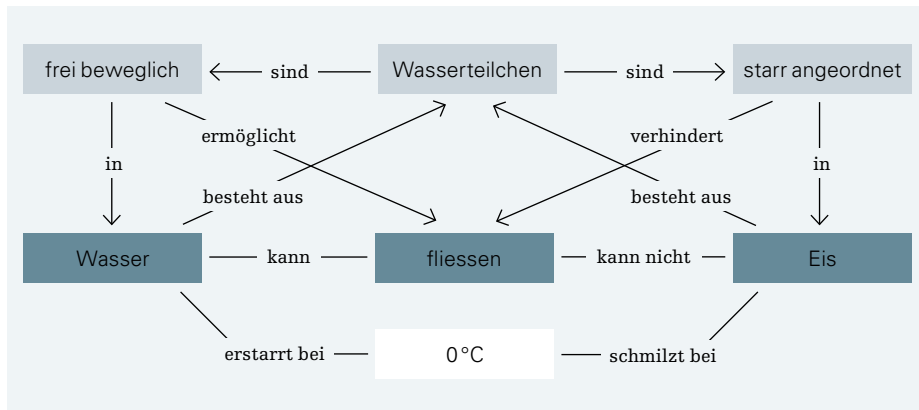 frei beweglich
sind
Wasserteilchen
sind
starr angeordnet
ermöglicht
verhindert
in
in
besteht aus
besteht aus
Wasser
kann
fliessen
kann nicht
Eis
erstarrt bei
0 °C
schmilzt bei